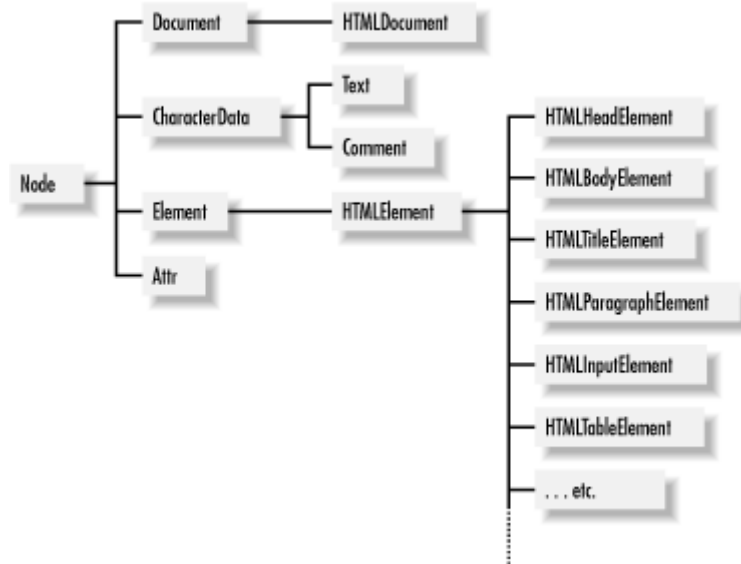 Document
HTMLDocument
Text
CharacterData
HTMLHeadElement
Comment
Node
HTMLBodyElement
Element
HTMLElement
HTMLTitleElement
Attr
HTMLParagraphElement
HTMLInputElement
HTMLTableElement
. . . etc.